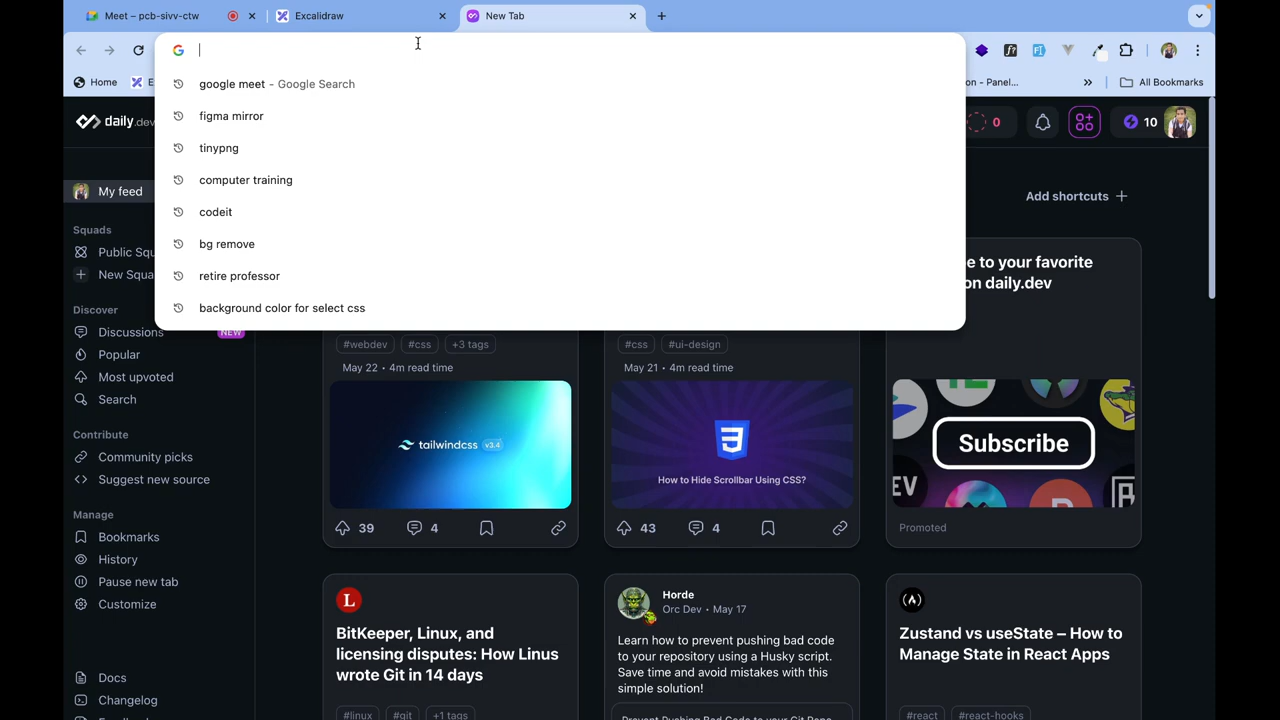 Meet – pcb-sivv-ctw
Excalidraw
New Tab
google meet - Google Search
figma mirror
tinypng
computer training
codeit
bg remove
retire professor
background color for select css
Home
E
on - Panel...
»
All Bookmarks
daily.dev
0
10
My feed
Add shortcuts +
Squads
Public Squ
New Squa
Discover
Discussions
NEW
Popular
Most upvoted
Search
Contribute
Community picks
Suggest new source
Manage
Bookmarks
History
Pause new tab
Customize
Docs
Changelog
#webdev #css +3 tags
May 22 • 4m read time
tailwindcss v3.4
39 4
#css #ui-design
May 21 • 4m read time
How to Hide Scrollbar Using CSS?
43 4
e to your favorite
on daily.dev
Subscribe
EV
Promoted
L
BitKeeper, Linux, and
licensing disputes: How Linus
wrote Git in 14 days
#linux #git +1 tags
Horde
Orc Dev • May 17
Learn how to prevent pushing bad code
to your repository using a Husky script.
Save time and avoid mistakes with this
simple solution!
Zustand vs useState – How to
Manage State in React Apps
#react #react-hooks